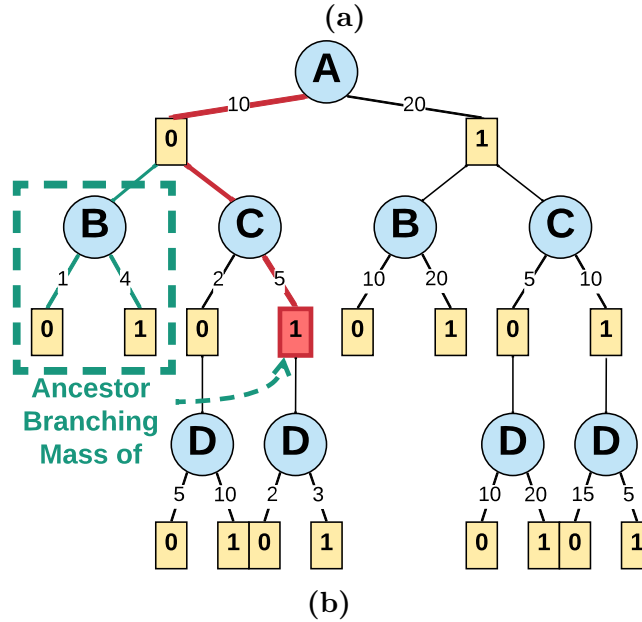 (a)
A
10 20
0 1
B C B C
1 4 2 5 10 20 5 10
0 1 0 1 0 1 0 1
Ancestor
Branching
Mass of
D D D D
5 10 2 3 10 20 15 5
0 1 0 1 0 1 0 1
(b)